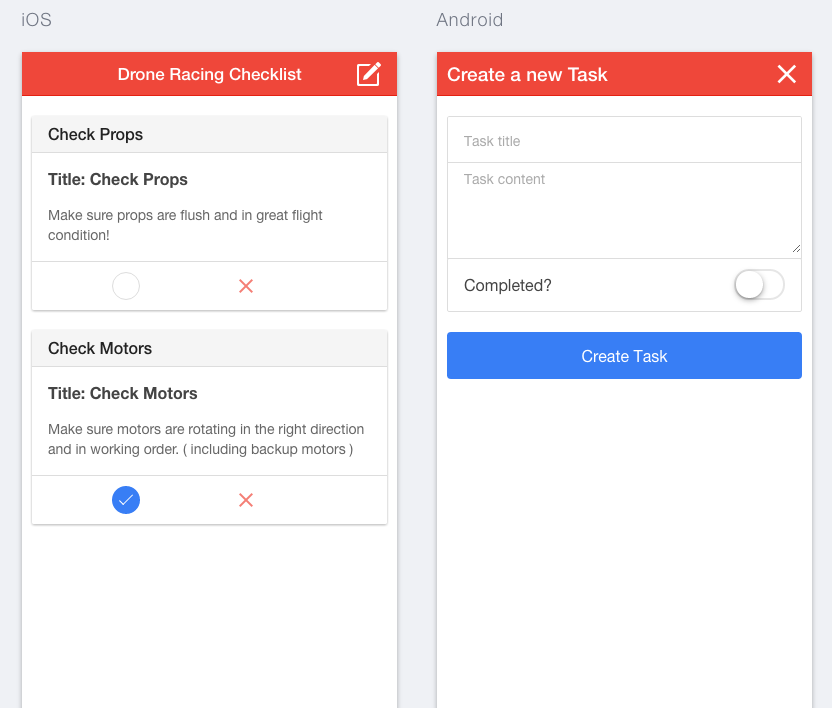 iOS
Drone Racing Checklist
Check Props
Title: Check Props
Make sure props are flush and in great flight
condition!
Check Motors
Title: Check Motors
Make sure motors are rotating in the right direction
and in working order. ( including backup motors )
Android
Create a new Task
Task title
Task content
Completed?
Create Task